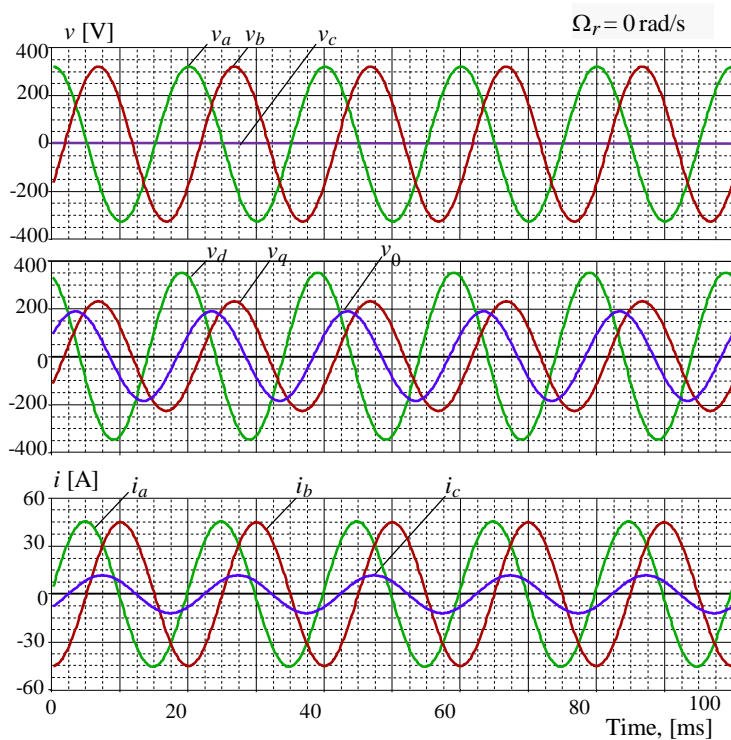 Ω_r = 0 rad/s
v [V]
v_a v_b v_c
400
200
0
-200
-400
v_d v_q v_0
400
200
0
-200
-400
i [A] i_a i_b i_c
60
30
0
-30
-60
0 20 40 60 80 100
Time, [ms]